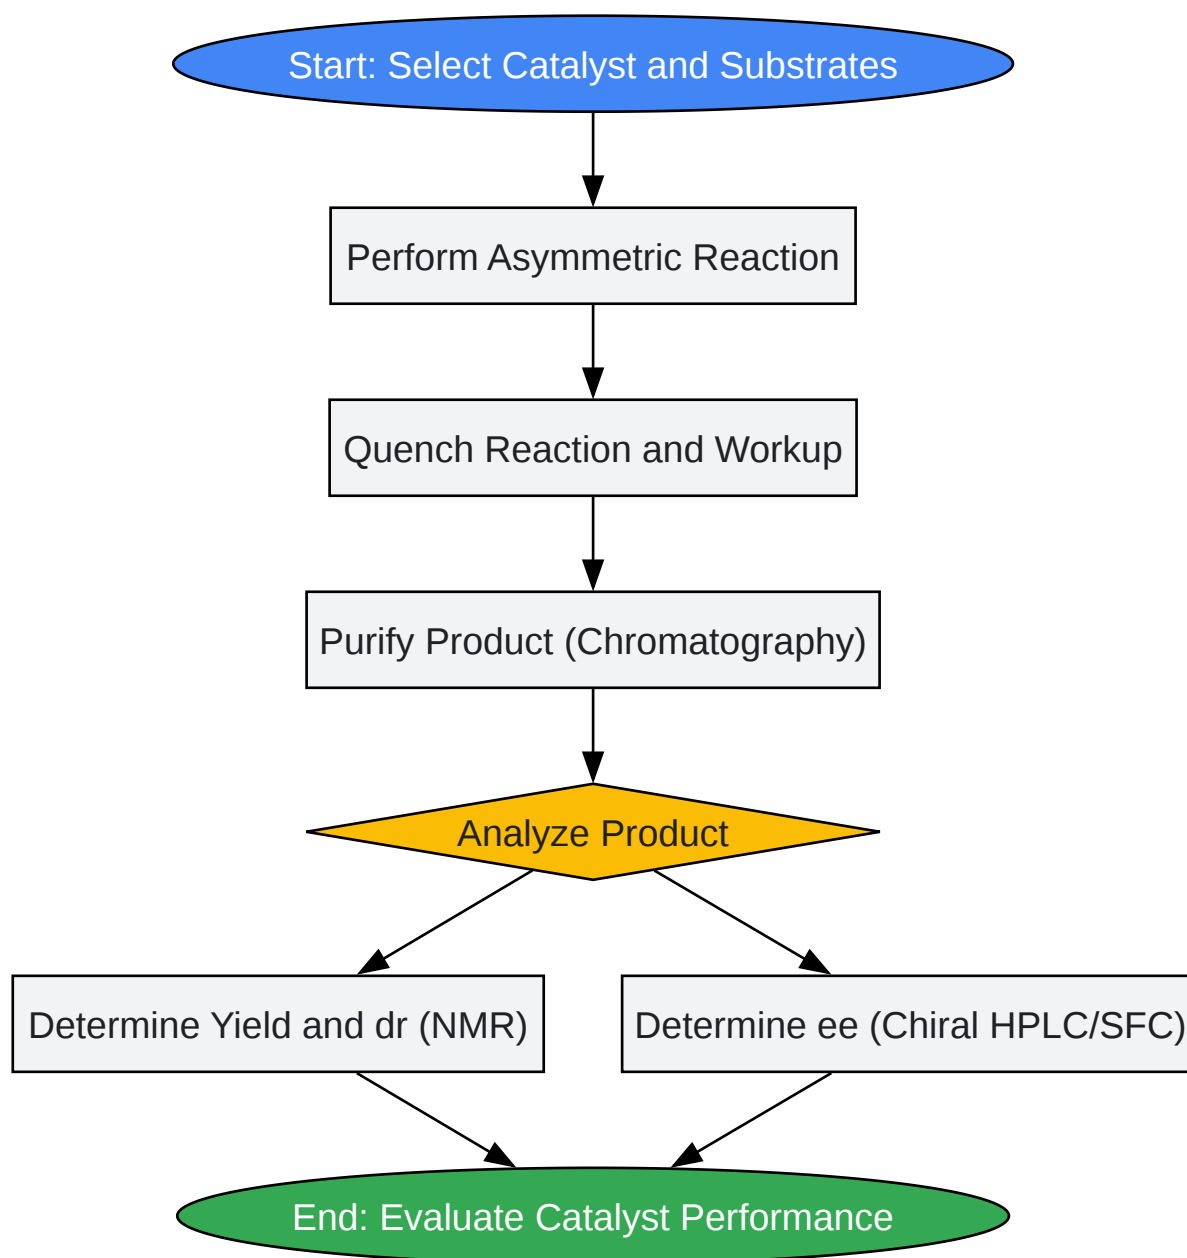 Start: Select Catalyst and Substrates
Perform Asymmetric Reaction
Quench Reaction and Workup
Purify Product (Chromatography)
Analyze Product
Determine Yield and dr (NMR)
Determine ee (Chiral HPLC/SFC)
End: Evaluate Catalyst Performance